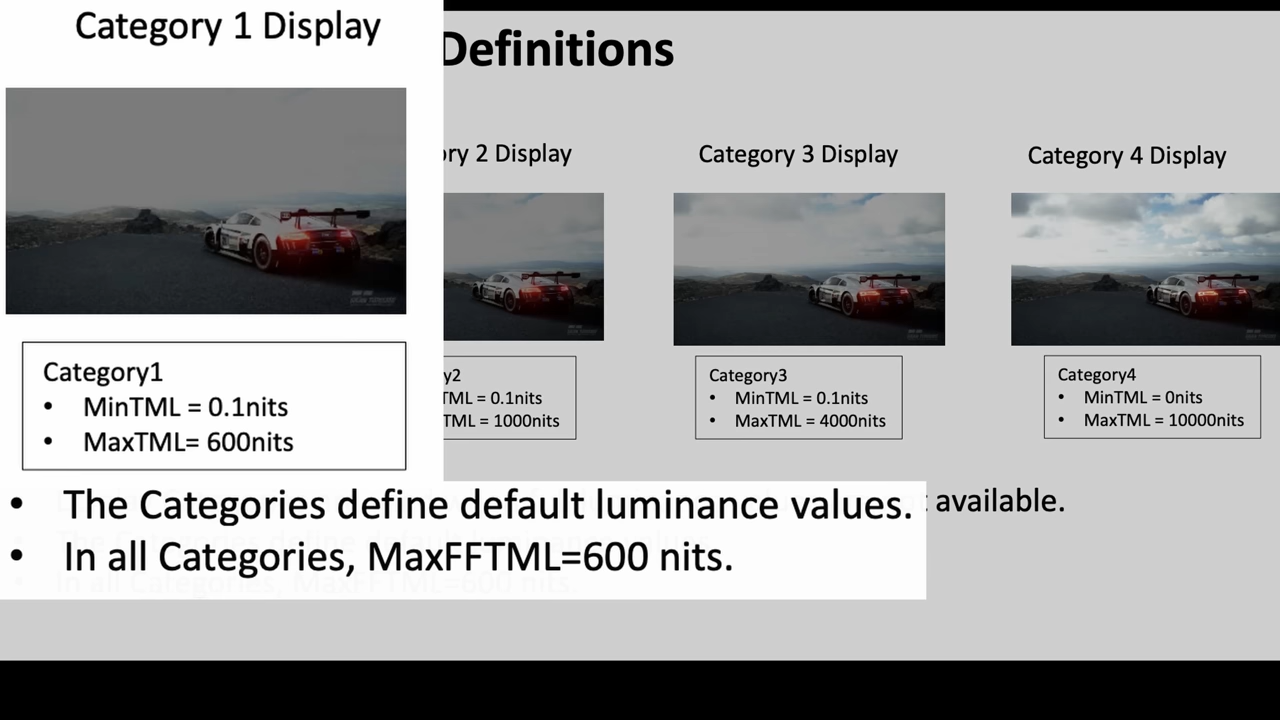 Category 1 Display
Definitions
ry 2 Display
Category 3 Display
Category 4 Display
Category1
• MinTML = 0.1nits
• MaxTML= 600nits
y2
TML = 0.1nits
TML = 1000nits
Category3
• MinTML = 0.1nits
• MaxTML = 4000nits
Category4
• MinTML = 0nits
• MaxTML = 10000nits
• The Categories define default luminance values.
available.
• In all Categories, MaxFFTML=600 nits.